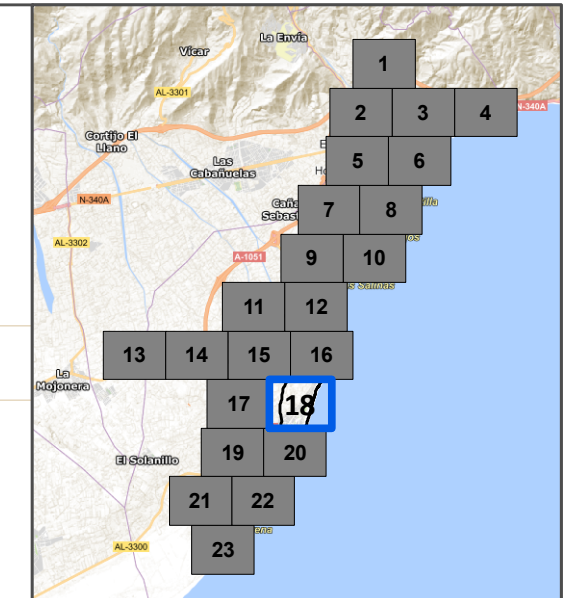 La Envía
Vícar
1
AL-3301
2 3 4
N-340A
Cortijo El
Llano
Las
Cabañuelas
5 6
N-340A
7 8
AL-3302
A-1051
9 10
11 12
13 14 15 16
La
Mojonera
17 18
El Solanillo
19 20
21 22
AL-3300
23